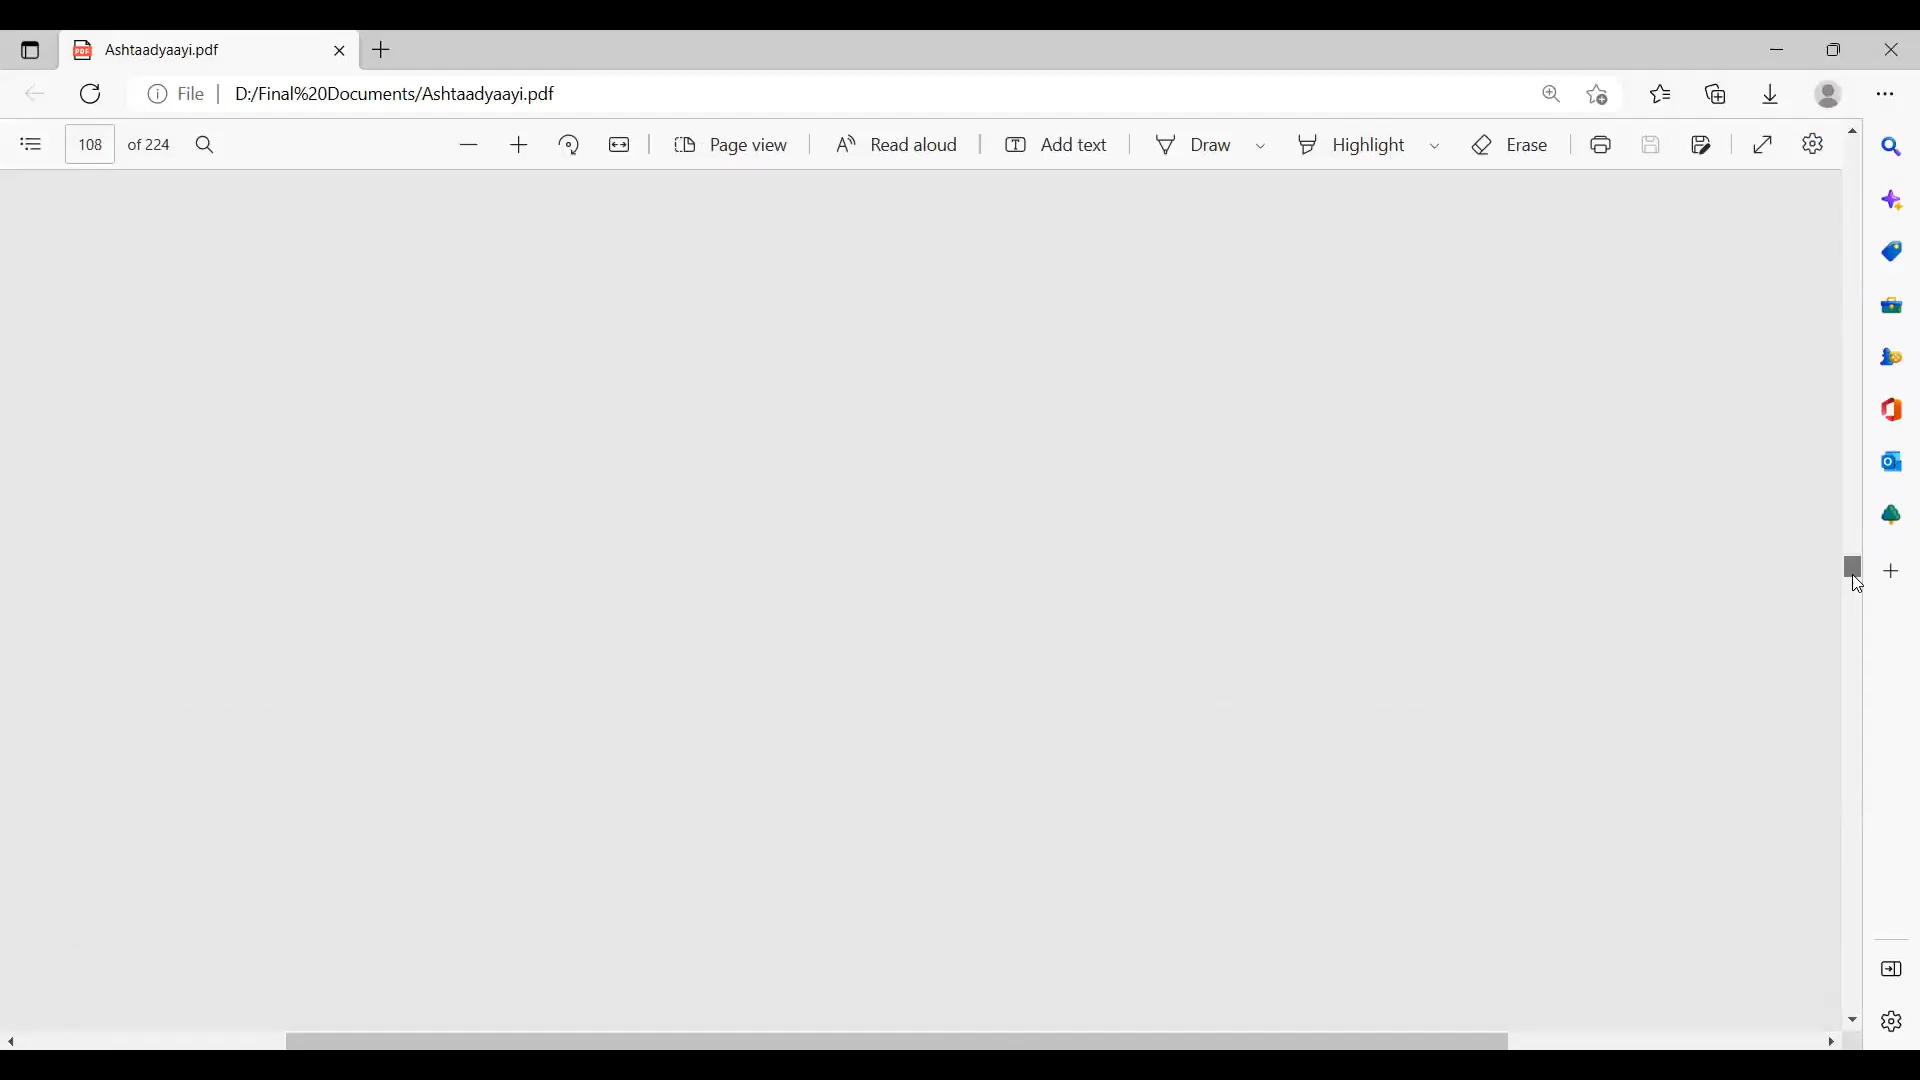 Ashtaadyaayi.pdf
File D:/Final%20Documents/Ashtaadyaayi.pdf
108 of 224 Page view Read aloud Add text Draw Highlight Erase